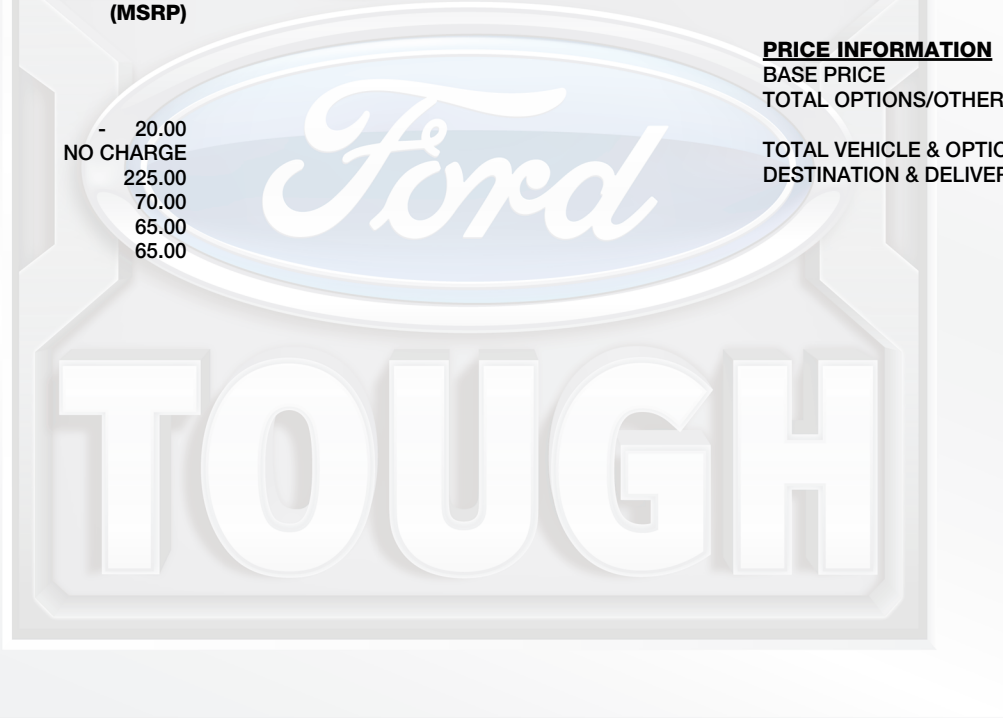 (MSRP)
- 20.00
NO CHARGE
225.00
70.00
65.00
65.00
PRICE INFORMATION
BASE PRICE
TOTAL OPTIONS/OTHER
TOTAL VEHICLE & OPTIO
DESTINATION & DELIVER
Ford
TOUGH